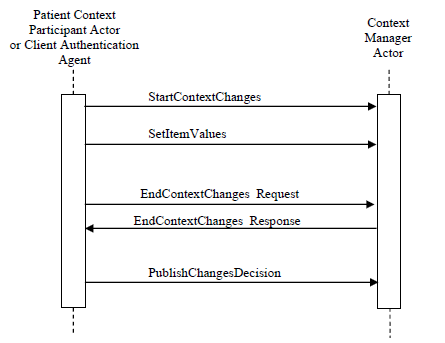 Patient Context
Participant Actor
or Client Authentication
Agent
Context
Manager
Actor
StartContextChanges
SetItemValues
EndContextChanges Request
EndContextChanges Response
PublishChangesDecision